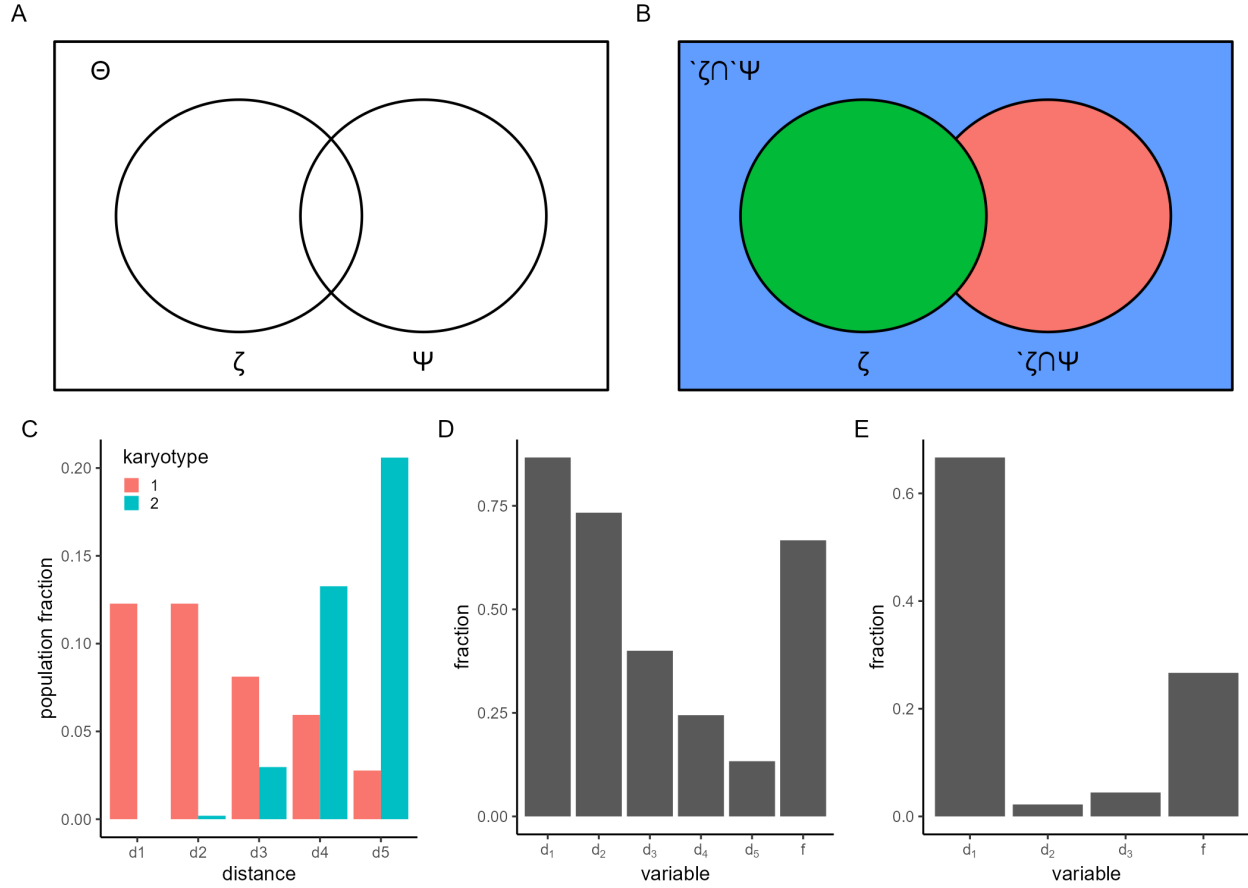 A
B
Θ
`ζ∩`Ψ
ζ
Ψ
ζ
`ζ∩Ψ
C
D
E
karyotype
1
2
0.20
0.15
0.10
0.05
0.00
population fraction
d1 d2 d3 d4 d5
distance
0.75
0.50
0.25
0.00
fraction
d₁ d₂ d₃ d₄ d₅ f
variable
0.6
0.4
0.2
0.0
fraction
d₁ d₂ d₃ f
variable